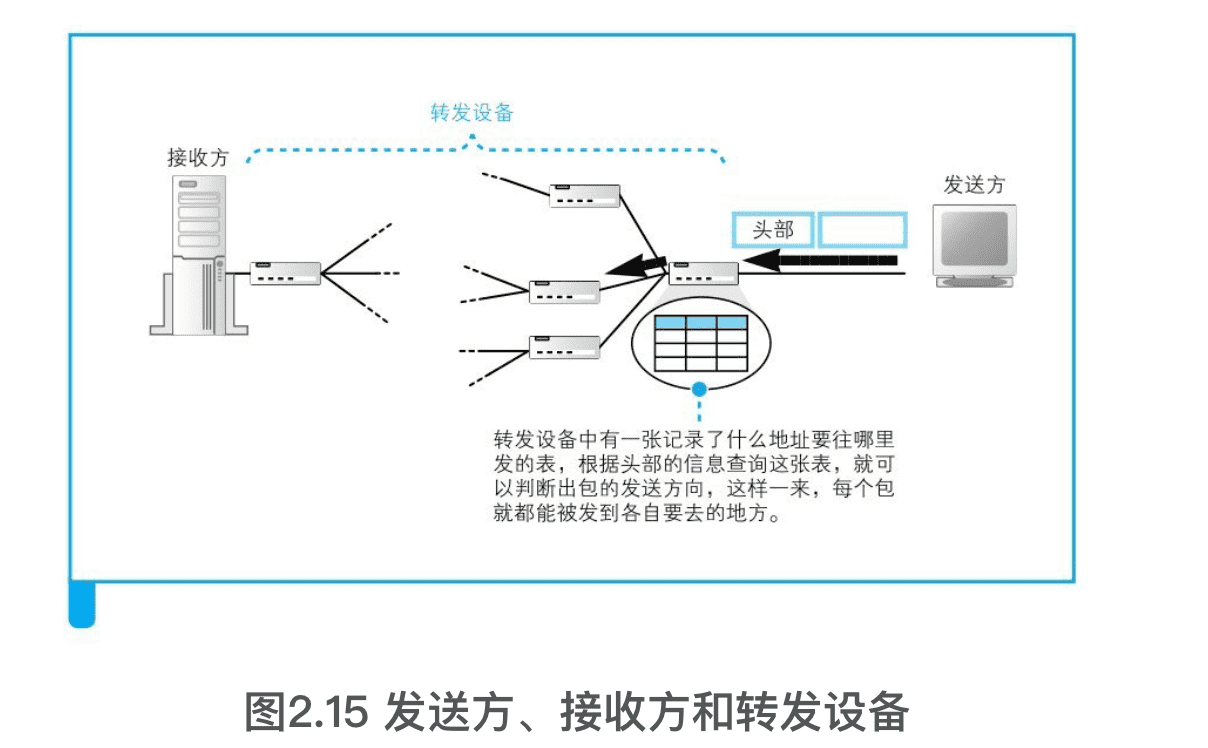 转发设备
接收方
发送方
头部
转发设备中有一张记录了什么地址要往哪里
发的表，根据头部的信息查询这张表，就可
以判断出包的发送方向，这样一来，每个包
就都能被发到各自要去的地方。
图2.15 发送方、接收方和转发设备